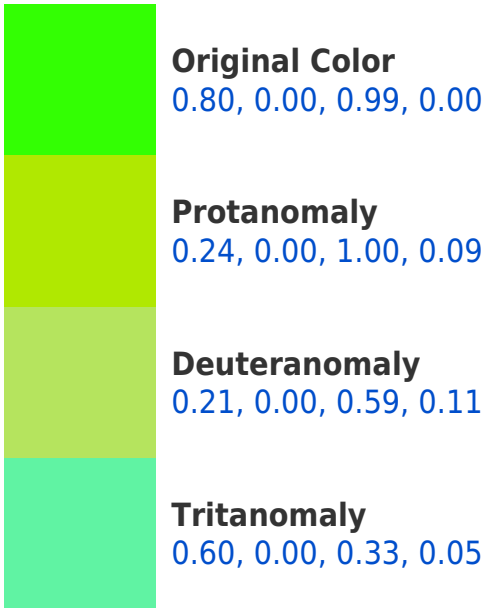 Original Color
0.80, 0.00, 0.99, 0.00
Protanomaly
0.24, 0.00, 1.00, 0.09
Deuteranomaly
0.21, 0.00, 0.59, 0.11
Tritanomaly
0.60, 0.00, 0.33, 0.05